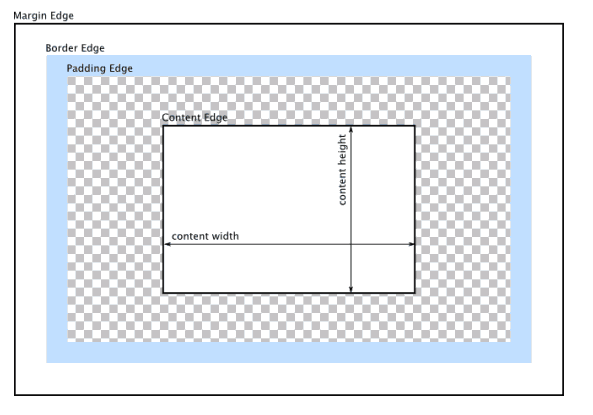 Margin Edge
Border Edge
Padding Edge
Content Edge
content height
content width